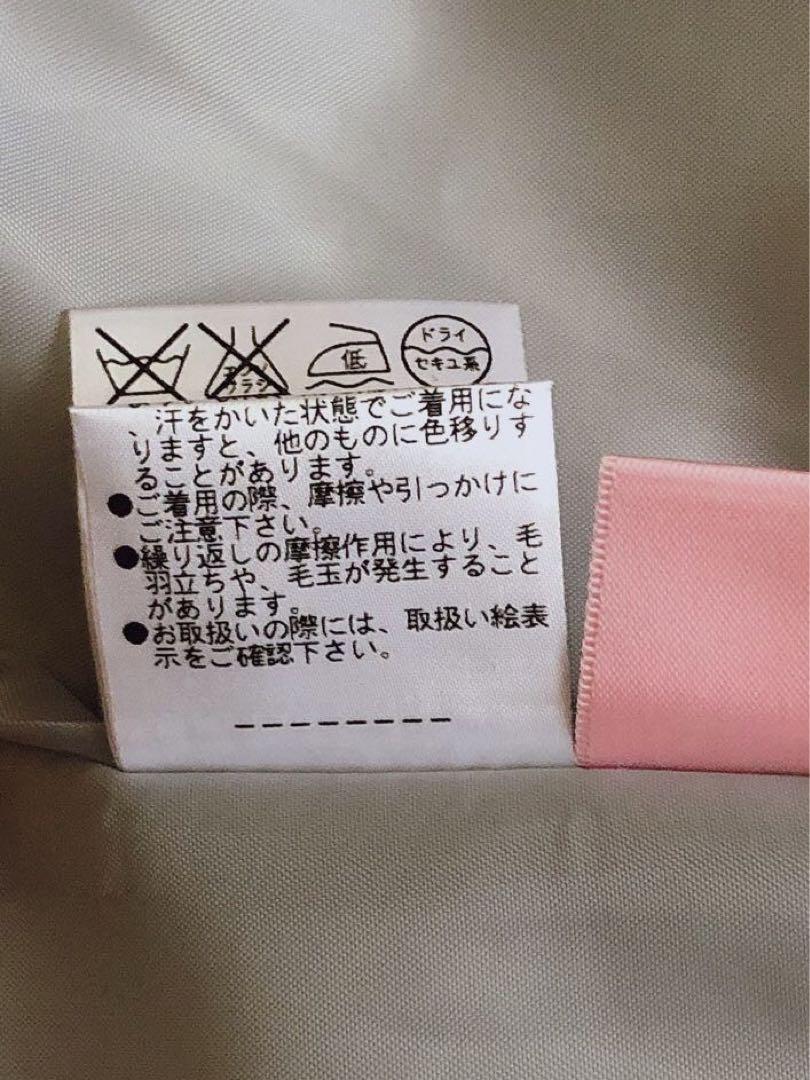 低
ドライ
セキユ系
、汗をかいた状態でご着用にな
りますと、他のものに色移りす
ることがあります。
●ご着用の際、摩擦や引っかけに
ご注意下さい。
●繰り返しの摩擦作用により、毛
羽立ちや、毛玉が発生すること
があります。
●お取扱いの際には、取扱い絵表
示をご確認下さい。
--------